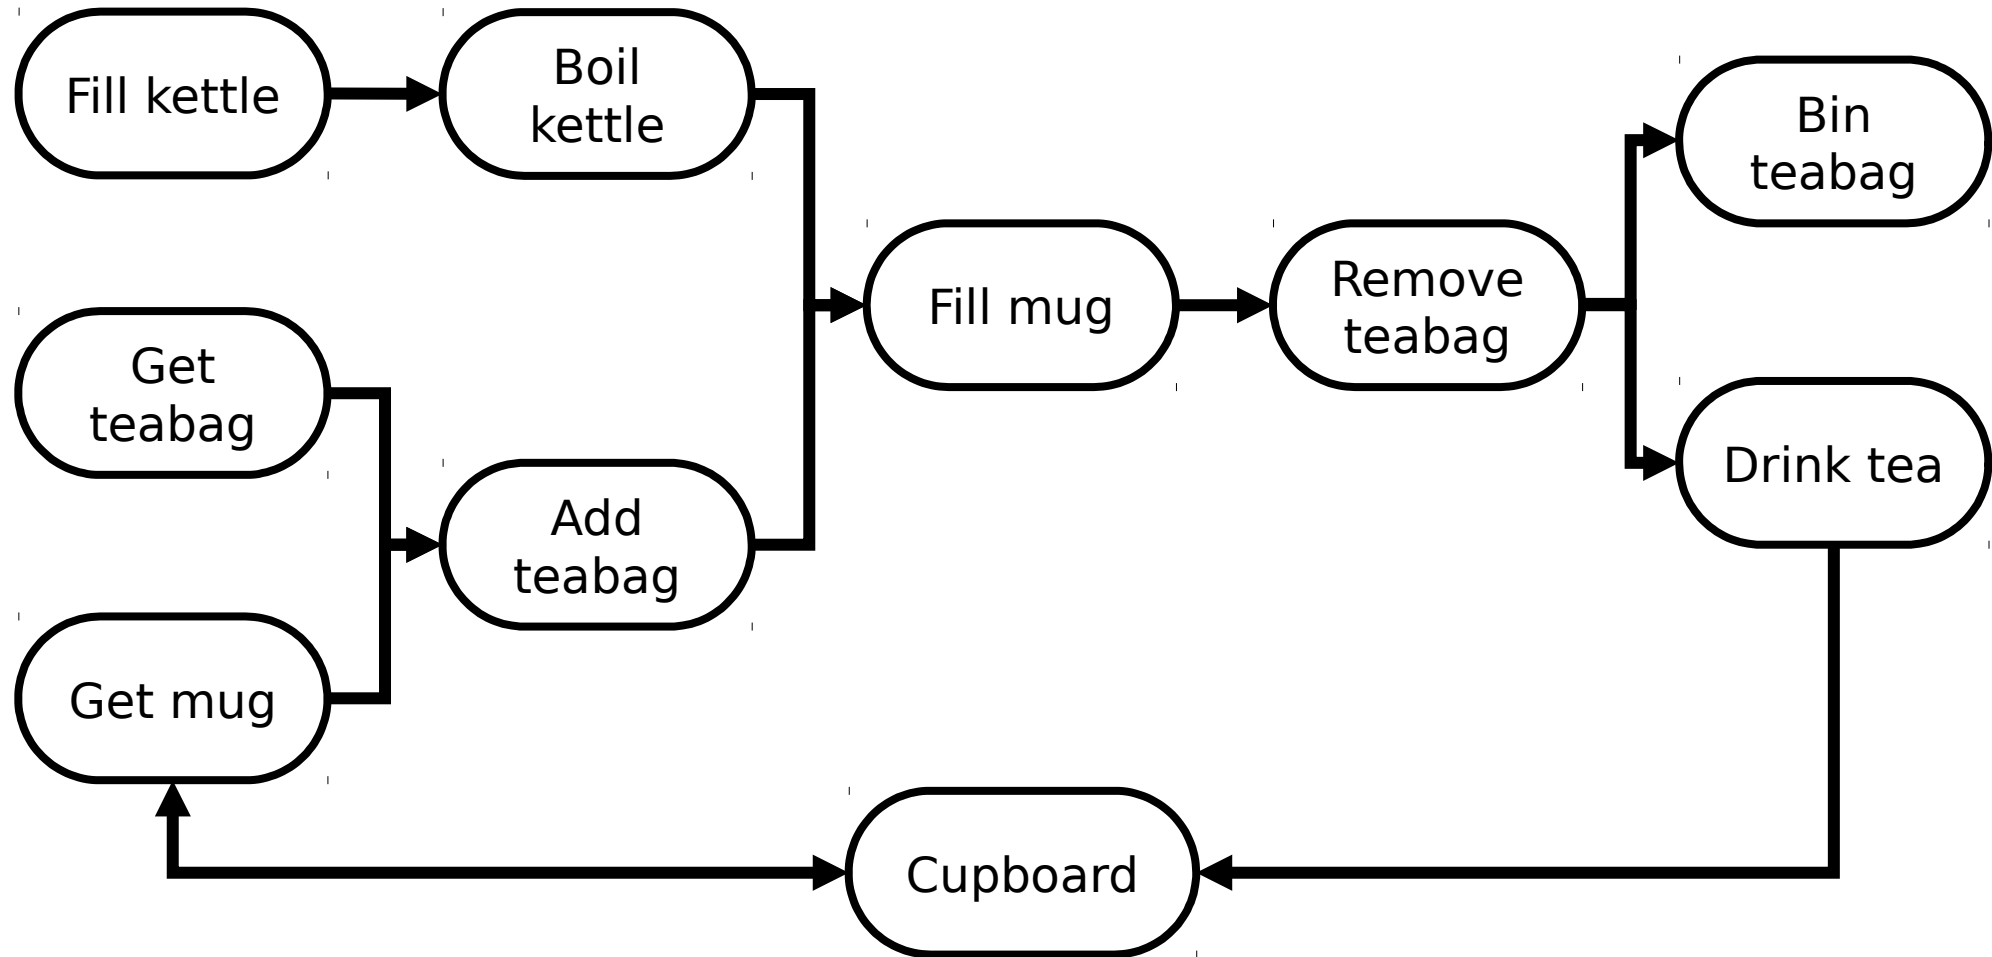 Fill kettle
Boil
kettle
Bin
teabag
Get
teabag
Fill mug
Remove
teabag
Add
teabag
Drink tea
Get mug
Cupboard